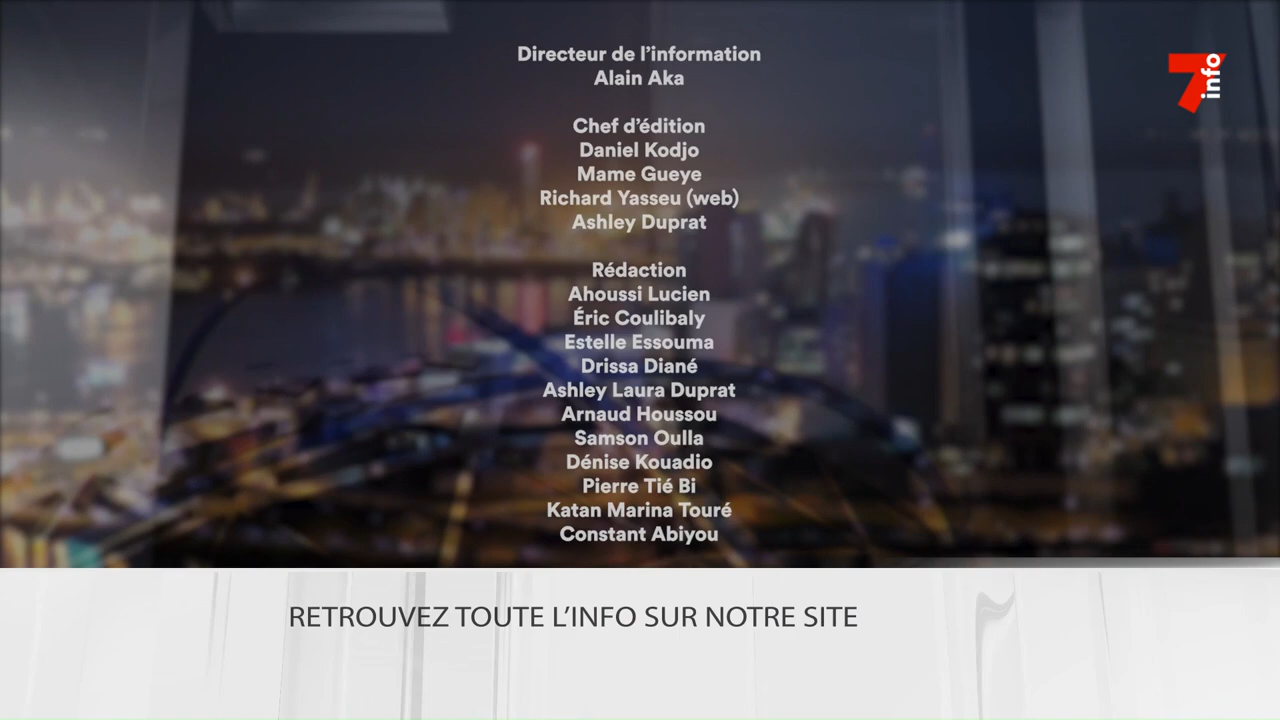 Directeur de l’information
Alain Aka
7 info
Chef d’édition
Daniel Kodjo
Mame Gueye
Richard Yasseu (web)
Ashley Duprat
Rédaction
Ahoussi Lucien
Éric Coulibaly
Estelle Essouma
Drissa Diané
Ashley Laura Duprat
Arnaud Houssou
Samson Oulla
Dénise Kouadio
Pierre Tié Bi
Katan Marina Touré
Constant Abiyou
RETROUVEZ TOUTE L’INFO SUR NOTRE SITE